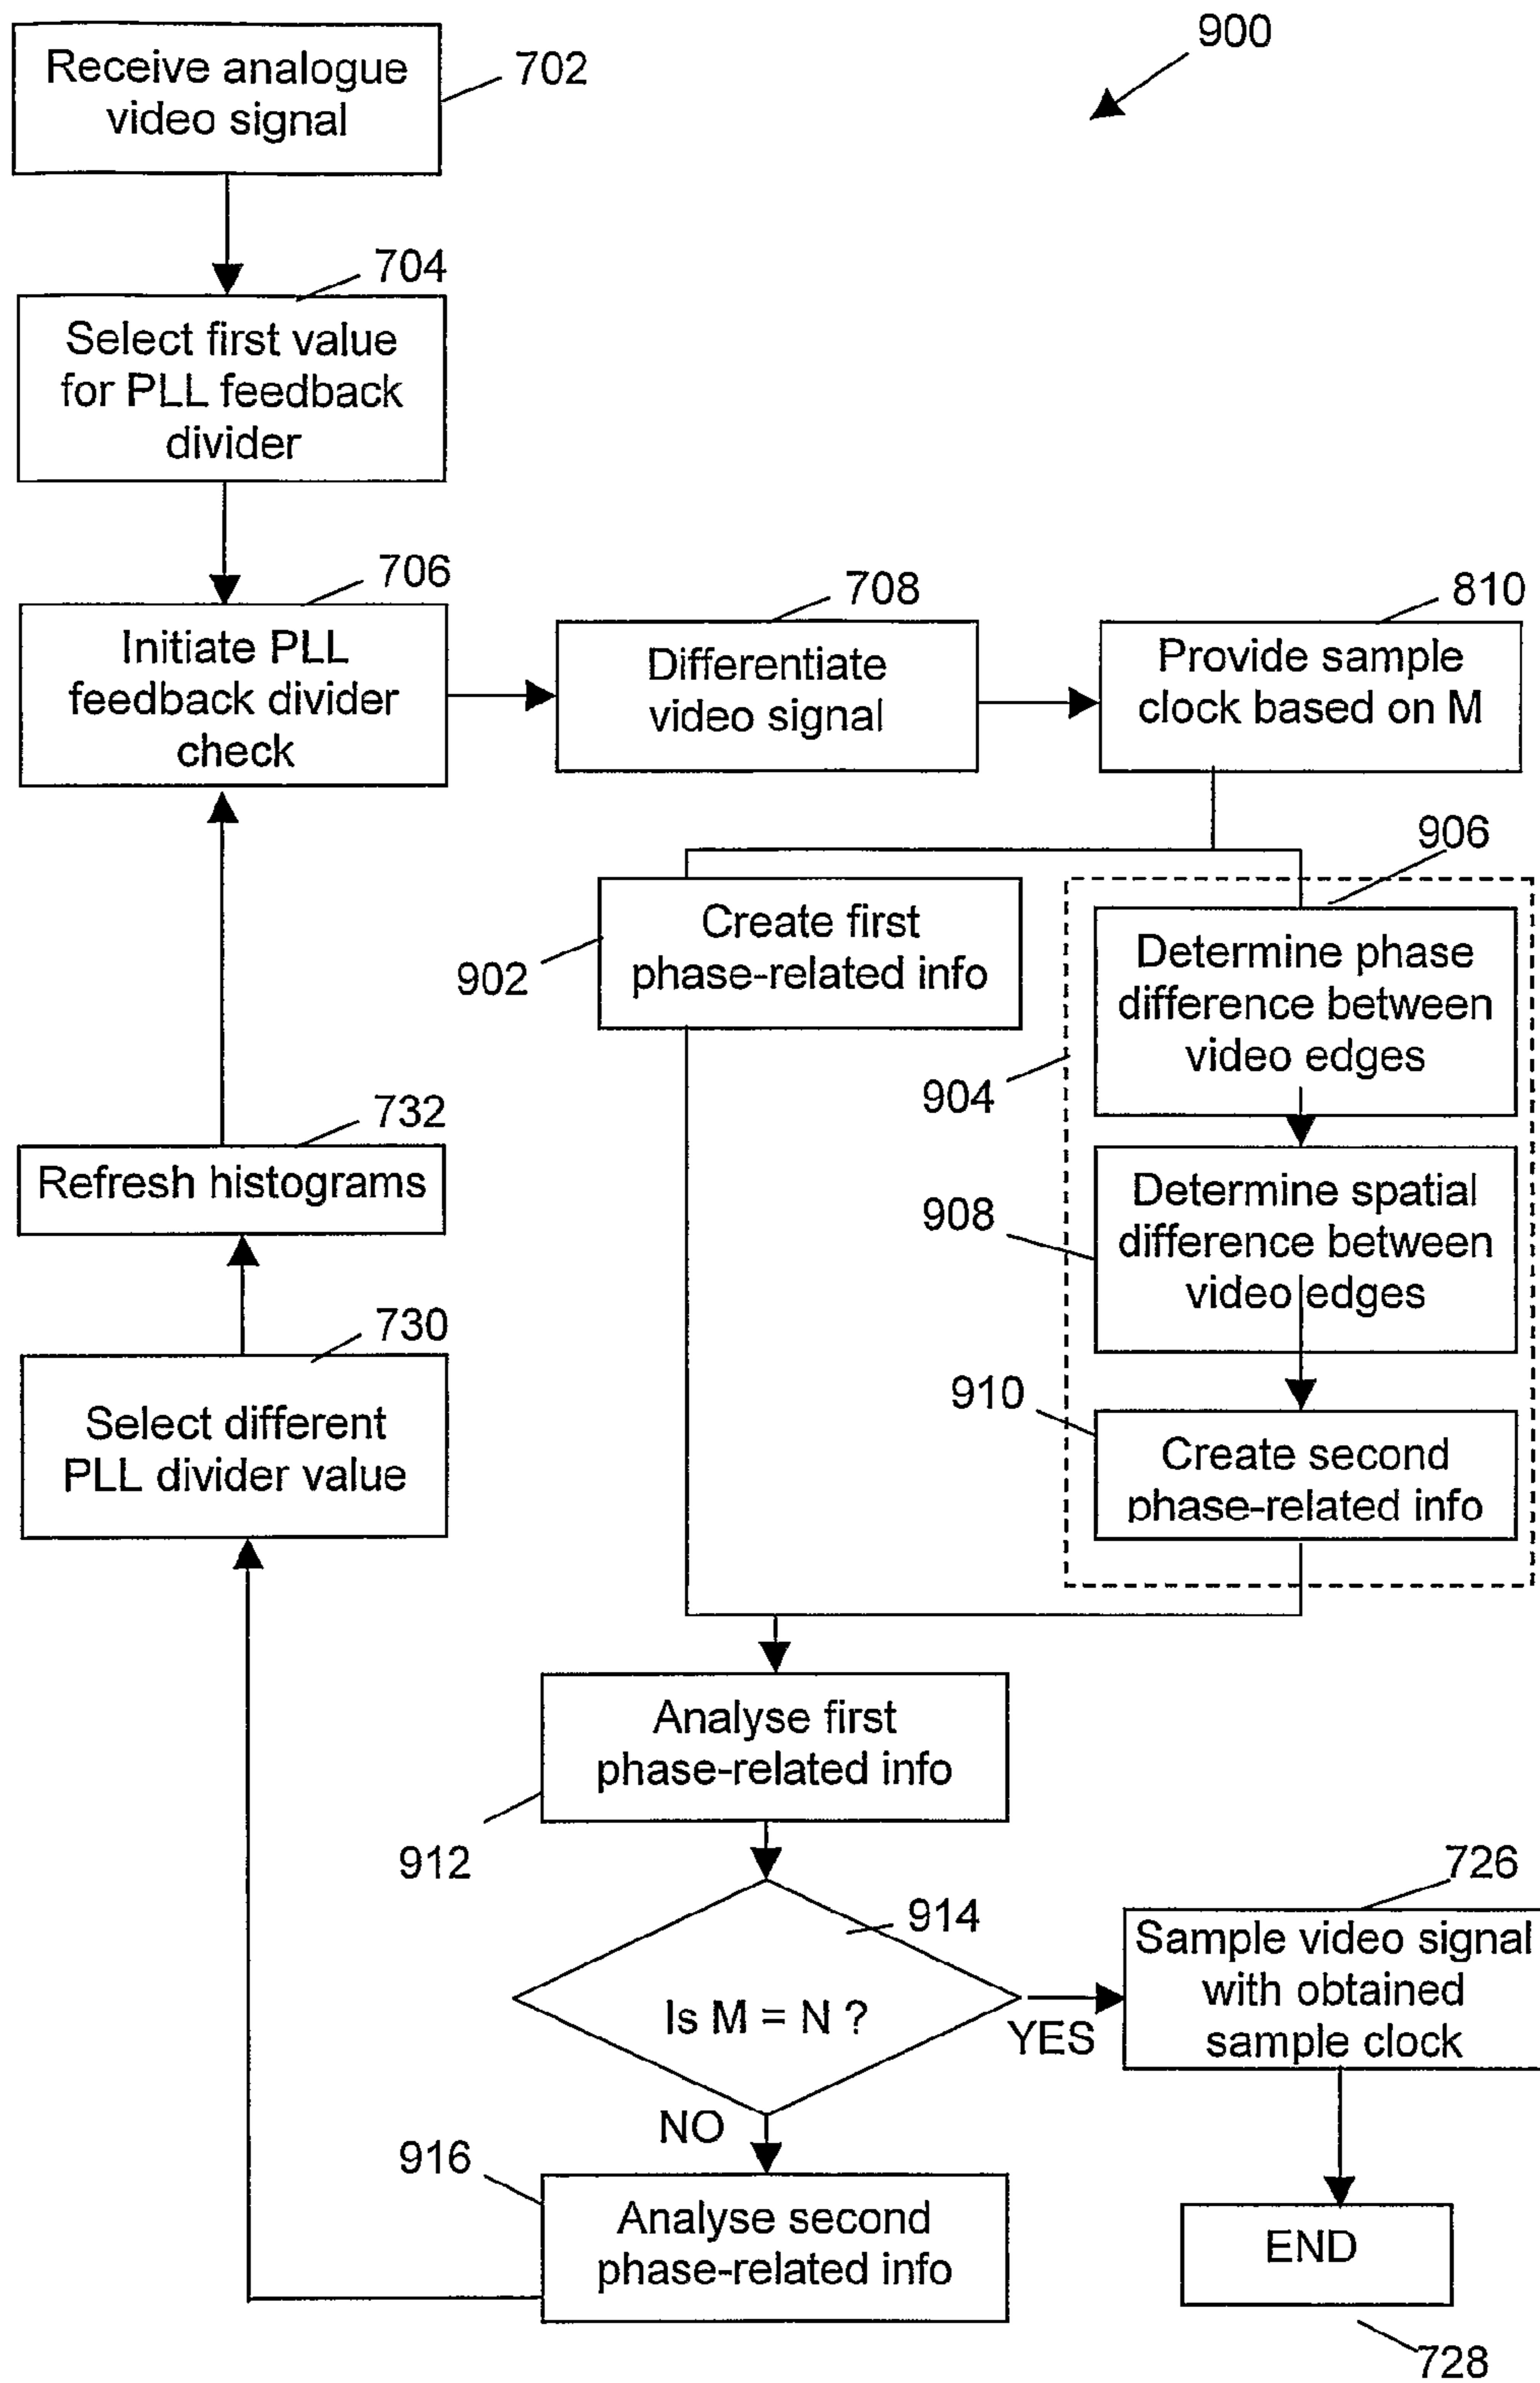 900
Receive analogue
video signal
702
704
Select first value
for PLL feedback
divider
706
Initiate PLL
feedback divider
check
708
Differentiate
video signal
810
Provide sample
clock based on M
902
Create first
phase-related info
906
904
Determine phase
difference between
video edges
908
Determine spatial
difference between
video edges
910
Create second
phase-related info
732
Refresh histograms
730
Select different
PLL divider value
Analyse first
phase-related info
912
914
Is M = N ?
YES
NO
726
Sample video signal
with obtained
sample clock
916
Analyse second
phase-related info
END
728